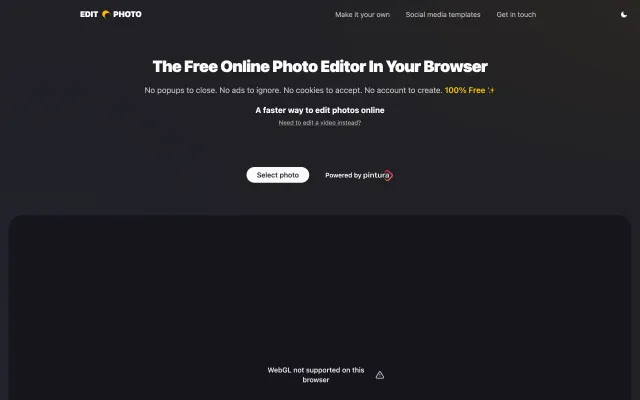 EDIT PHOTO
Make it your own
Social media templates
Get in touch
The Free Online Photo Editor In Your Browser
No popups to close. No ads to ignore. No cookies to accept. No account to create. 100% Free ✨
A faster way to edit photos online
Need to edit a video instead?
Select photo
Powered by pintura
WebGL not supported on this
browser